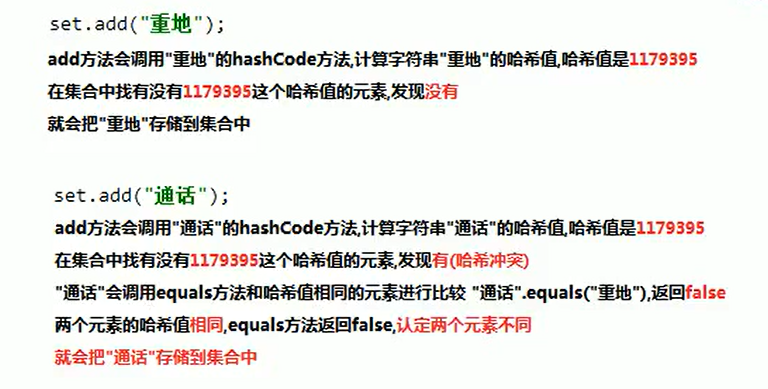 set.add("重地");
add方法会调用"重地"的hashCode方法,计算字符串"重地"的哈希值,哈希值是1179395
在集合中找有没有1179395这个哈希值的元素,发现没有
就会把"重地"存储到集合中
set.add("通话");
add方法会调用"通话"的hashCode方法,计算字符串"通话"的哈希值,哈希值是1179395
在集合中找有没有1179395这个哈希值的元素,发现有(哈希冲突)
"通话"会调用equals方法和哈希值相同的元素进行比较 "通话".equals("重地"),返回false
两个元素的哈希值相同,equals方法返回false,认定两个元素不同
就会把"通话"存储到集合中